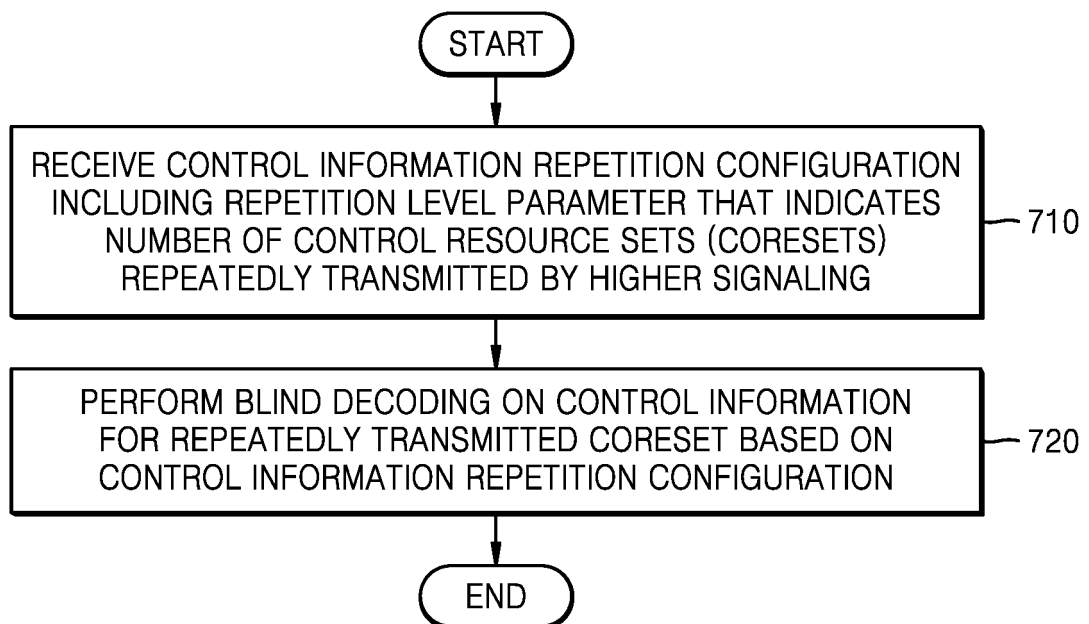 START
RECEIVE CONTROL INFORMATION REPETITION CONFIGURATION
INCLUDING REPETITION LEVEL PARAMETER THAT INDICATES
NUMBER OF CONTROL RESOURCE SETS (CORESETS)
REPEATEDLY TRANSMITTED BY HIGHER SIGNALING
710
PERFORM BLIND DECODING ON CONTROL INFORMATION
FOR REPEATEDLY TRANSMITTED CORESET BASED ON
CONTROL INFORMATION REPETITION CONFIGURATION
720
END